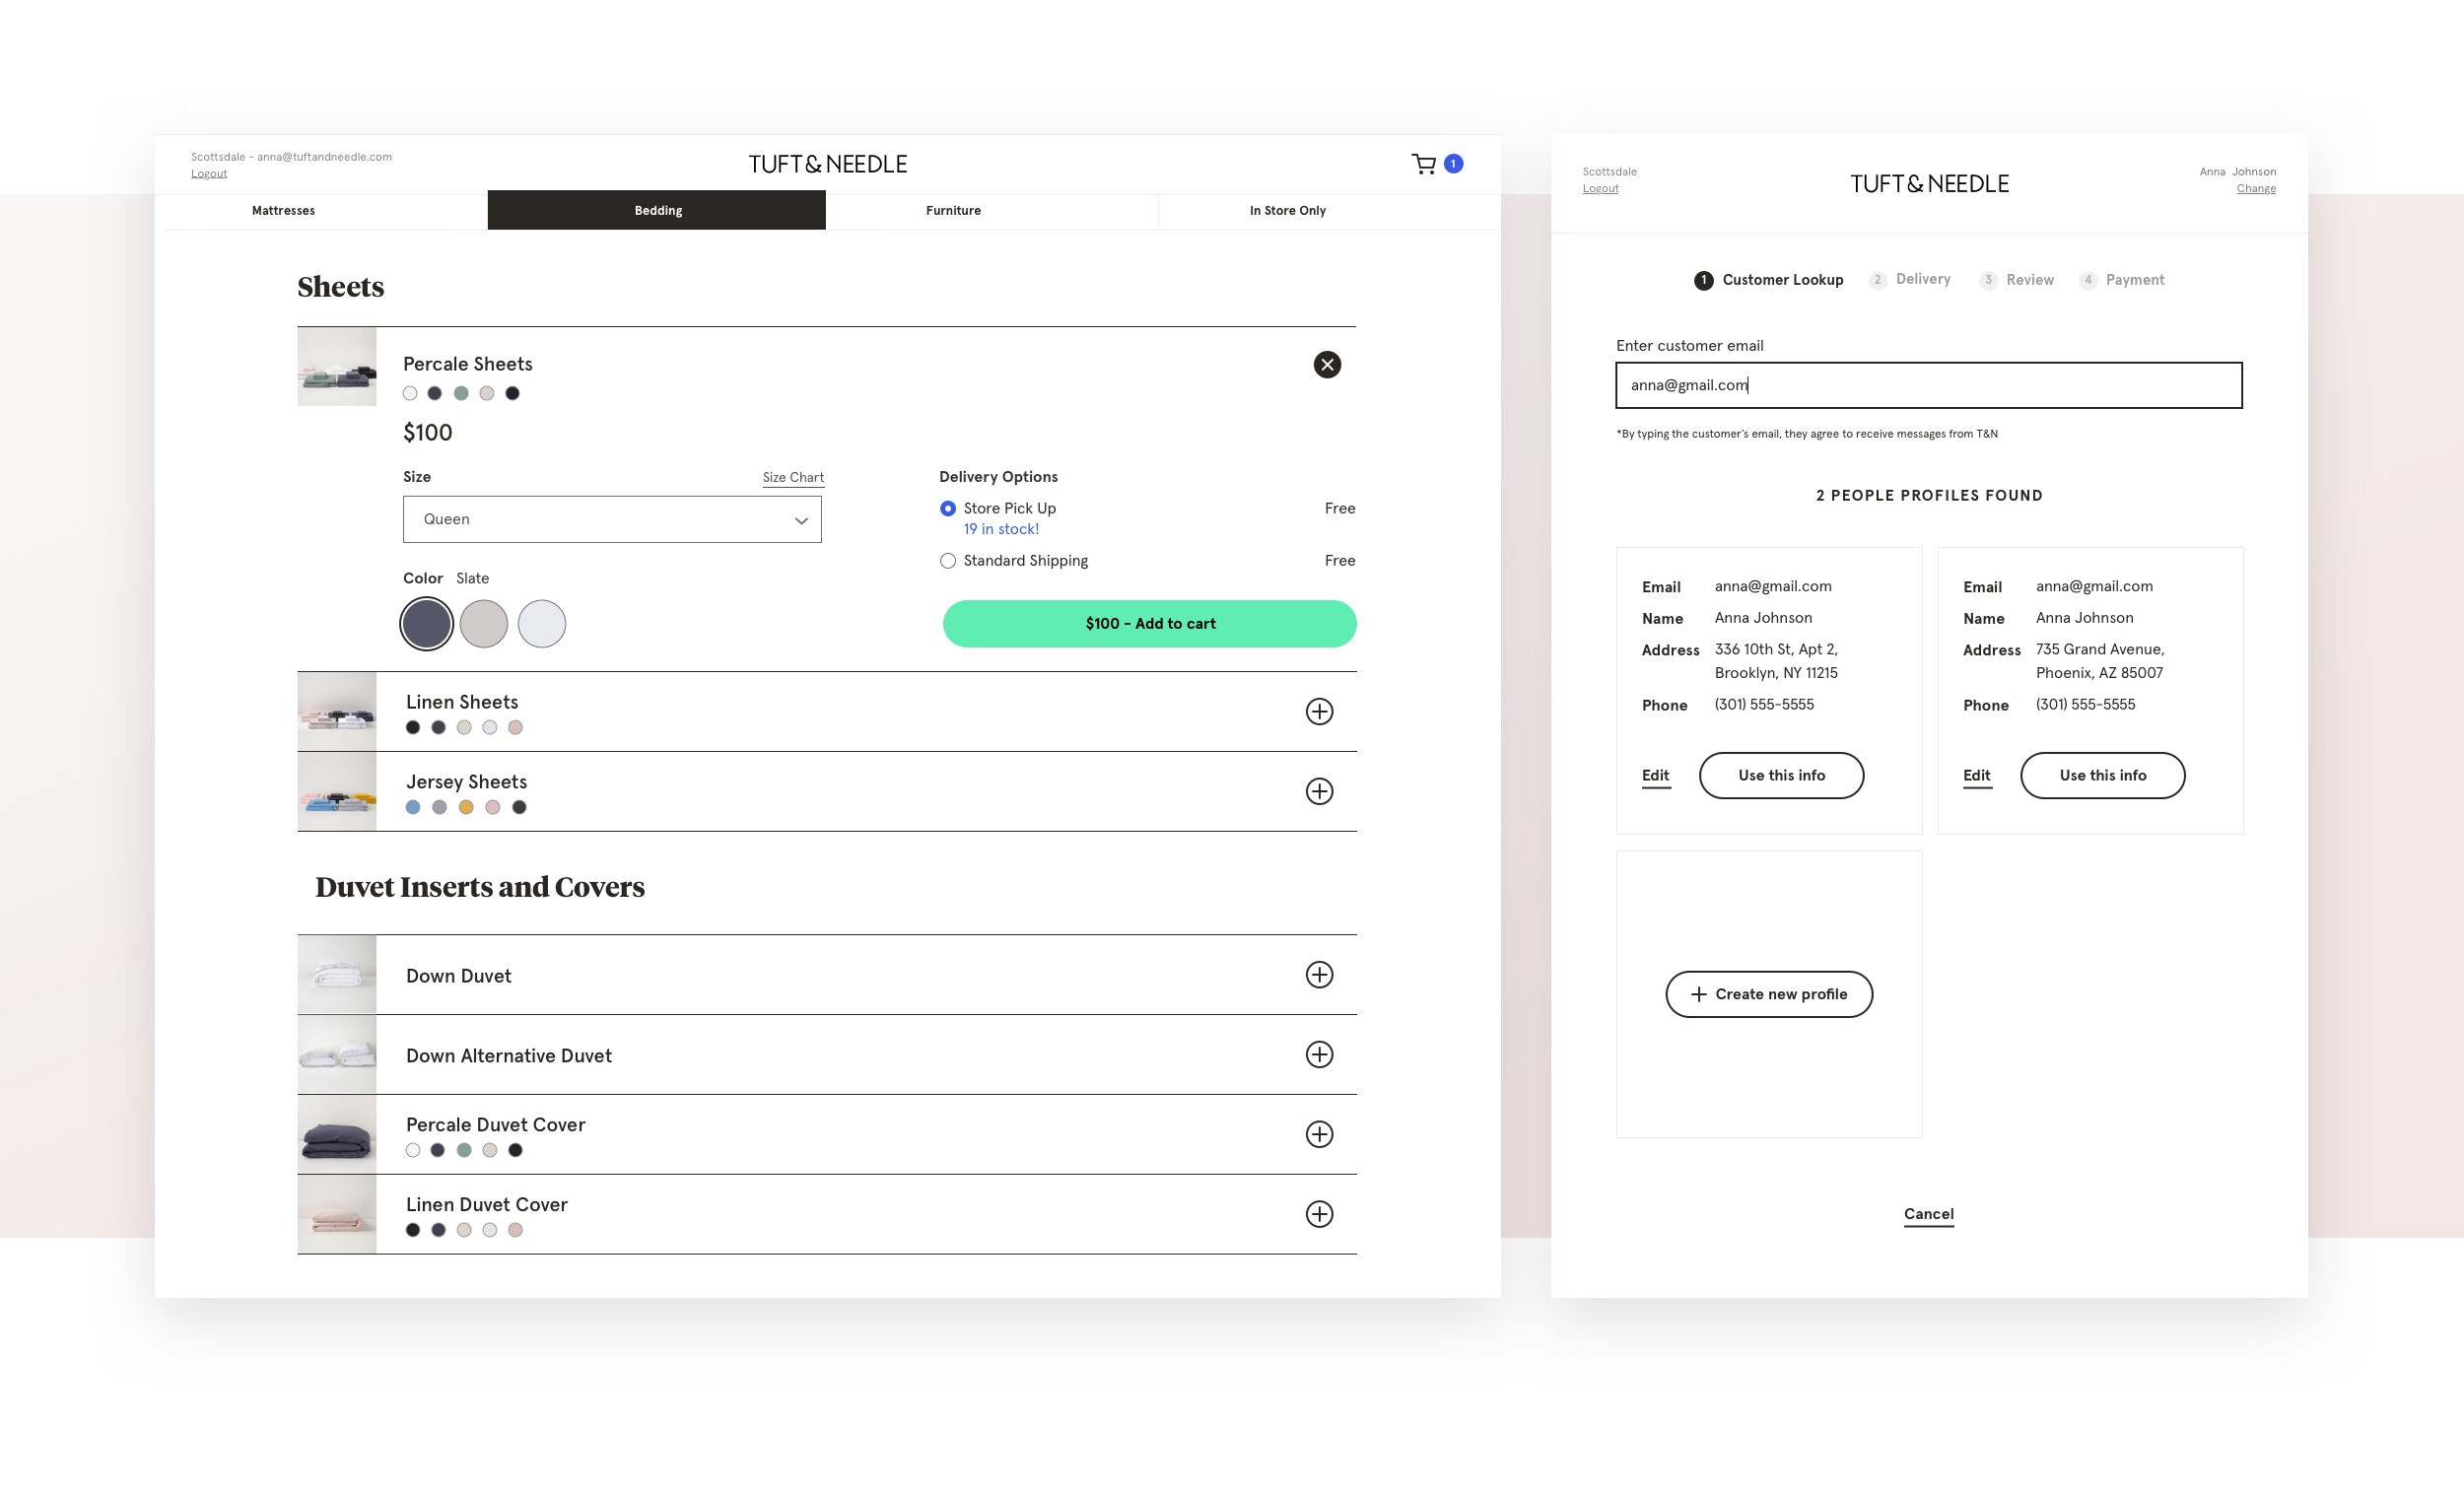 Scottsdale - anna@tuftandneedle.com
Logout
TUFT & NEEDLE
1
Mattresses
Bedding
Furniture
In Store Only
Sheets
Percale Sheets
$100
Size
Size Chart
Queen
Color Slate
Delivery Options
Store Pick Up Free
19 in stock!
Standard Shipping Free
$100 - Add to cart
Linen Sheets
Jersey Sheets
Duvet Inserts and Covers
Down Duvet
Down Alternative Duvet
Percale Duvet Cover
Linen Duvet Cover
Scottsdale
Logout
TUFT & NEEDLE
Anna Johnson
Change
1 Customer Lookup 2 Delivery 3 Review 4 Payment
Enter customer email
anna@gmail.com
*By typing the customer's email, they agree to receive messages from T&N
2 PEOPLE PROFILES FOUND
Email anna@gmail.com
Name Anna Johnson
Address 336 10th St, Apt 2,
Brooklyn, NY 11215
Phone (301) 555-5555
Edit Use this info
Email anna@gmail.com
Name Anna Johnson
Address 735 Grand Avenue,
Phoenix, AZ 85007
Phone (301) 555-5555
Edit Use this info
Create new profile
Cancel